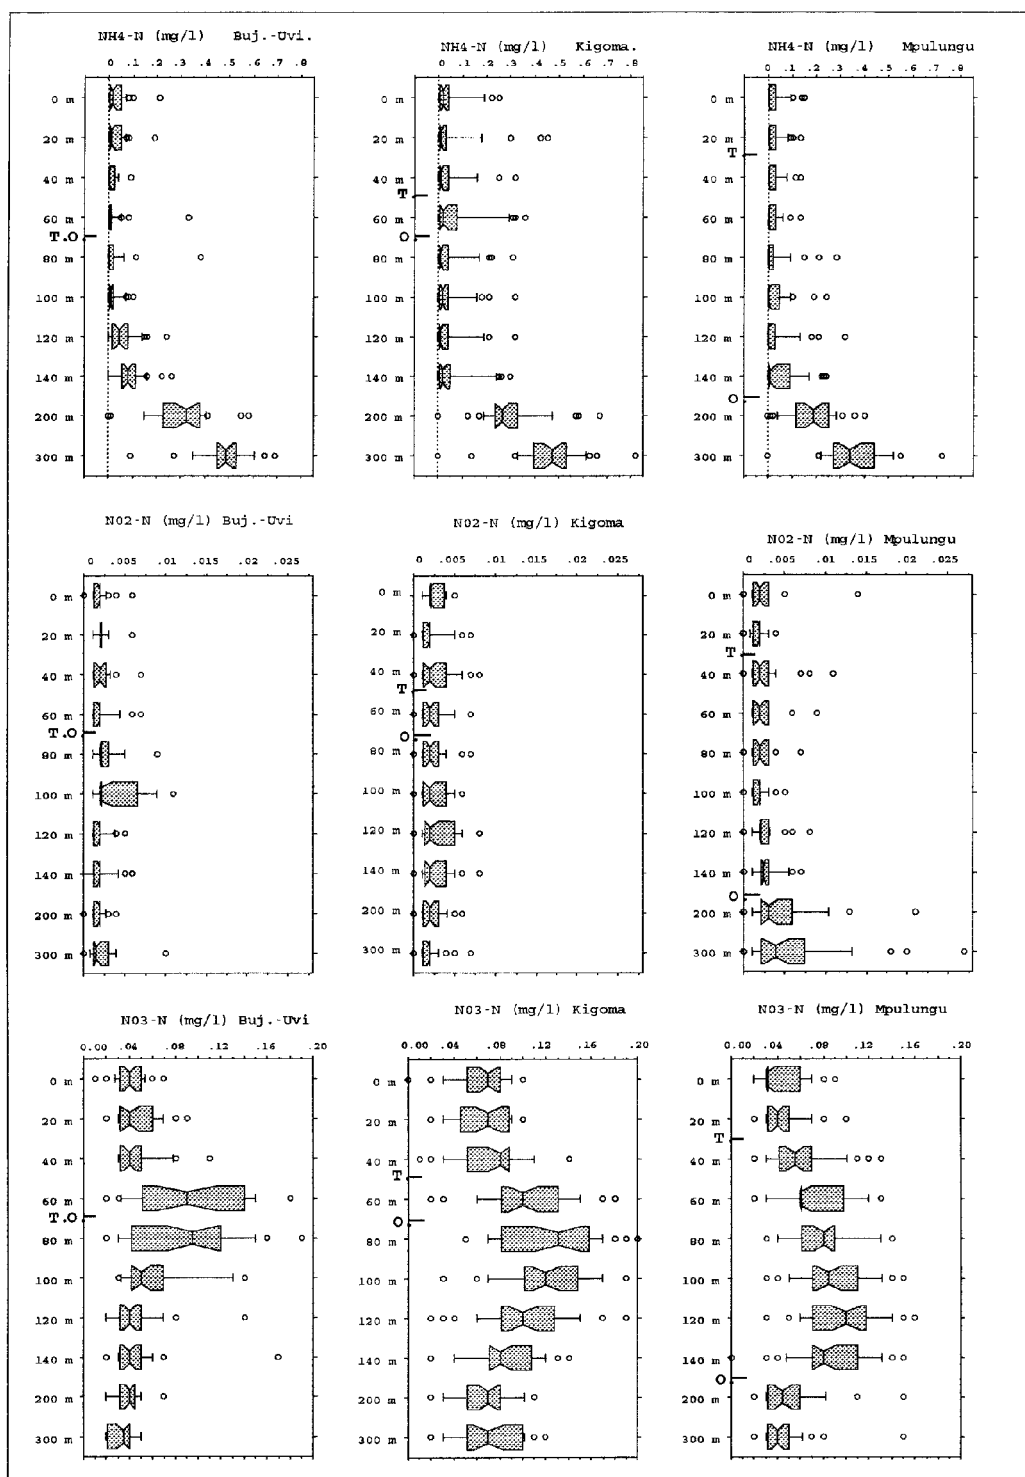 NH4-N (mg/l) Buj.-Uvi.
0 .1 .2 .3 .4 .5 .6 .7 .8
0 m
20 m
40 m
60 m
T.O
80 m
100 m
120 m
140 m
200 m
300 m
NH4-N (mg/l) Kigoma.
0 .1 .2 .3 .4 .5 .6 .7 .8
0 m
20 m
40 m
T
60 m
O
80 m
100 m
120 m
140 m
200 m
300 m
NH4-N (mg/l) Mpulungu
0 .1 .2 .3 .4 .5 .6 .7 .8
0 m
20 m
T
40 m
60 m
80 m
100 m
120 m
140 m
O
200 m
300 m
NO2-N (mg/l) Buj.-Uvi
0 .005 .015 .02 .025
0 m
20 m
40 m
60 m
T.O
80 m
100 m
120 m
140 m
200 m
300 m
NO2-N (mg/l) Kigoma
0 .005 .015 .02 .025
0 m
20 m
40 m
T
60 m
O
80 m
100 m
120 m
140 m
200 m
300 m
NO2-N (mg/l) Mpulungu
0 .005 .015 .02 .025
0 m
20 m
T
40 m
60 m
80 m
100 m
120 m
140 m
O
200 m
300 m
NO3-N (mg/l) Buj.-Uvi
0.00 .04 .08 .12 .16 .20
0 m
20 m
40 m
60 m
T.O
80 m
100 m
120 m
140 m
200 m
300 m
NO3-N (mg/l) Kigoma
0.00 .04 .08 .12 .16 .20
0 m
20 m
40 m
T
60 m
O
80 m
100 m
120 m
140 m
200 m
300 m
NO3-N (mg/l) Mpulungu
0.00 .04 .08 .12 .16 .20
0 m
20 m
T
40 m
60 m
80 m
100 m
120 m
140 m
O
200 m
300 m